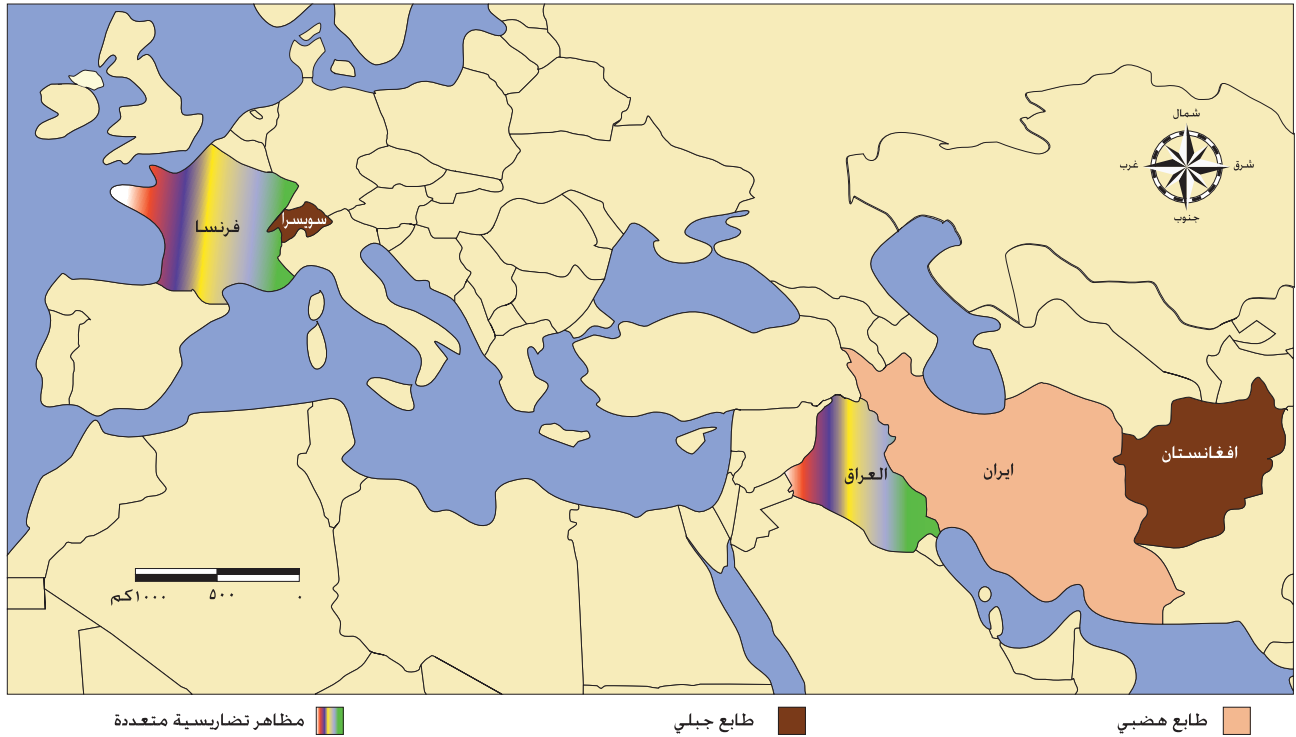 شمال
شرق
غرب
جنوب
فرنسا
سويسرا
العراق
ايران
افغانستان
٠
٥٠٠
١٠٠٠كم
طابع هضبي
طابع جبلي
مظاهر تضاريسية متعددة